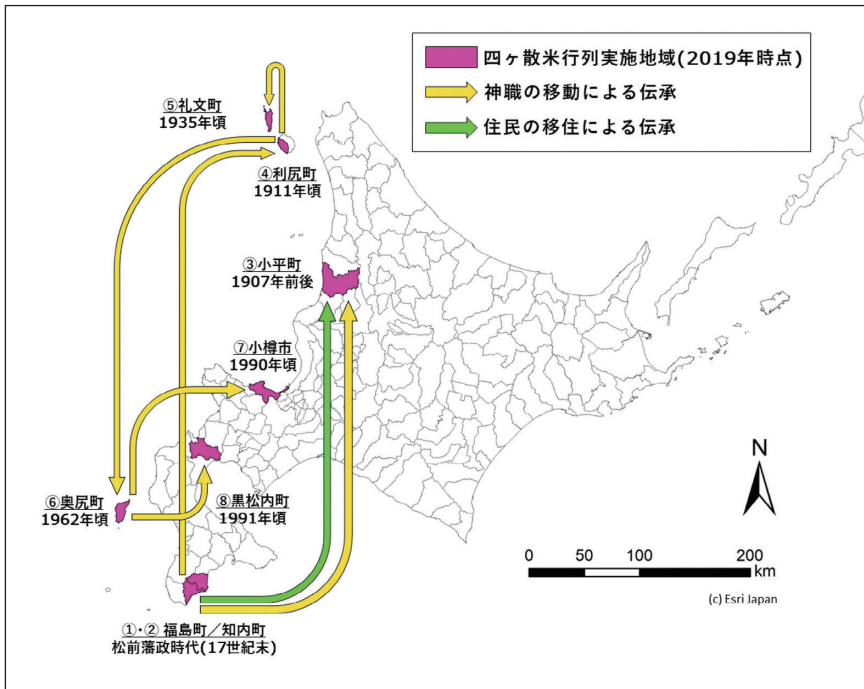 四ヶ散米行列実施地域(2019年時点)
神職の移動による伝承
住民の移住による伝承
⑤礼文町
1935年頃
④利尻町
1911年頃
③小平町
1907年前後
⑦小樽市
1990年頃
⑥奥尻町
1962年頃
⑧黒松内町
1991年頃
①・② 福島町／知内町
松前藩政時代(17世紀末)
N
0 50 100 200
km
(c) Esri Japan